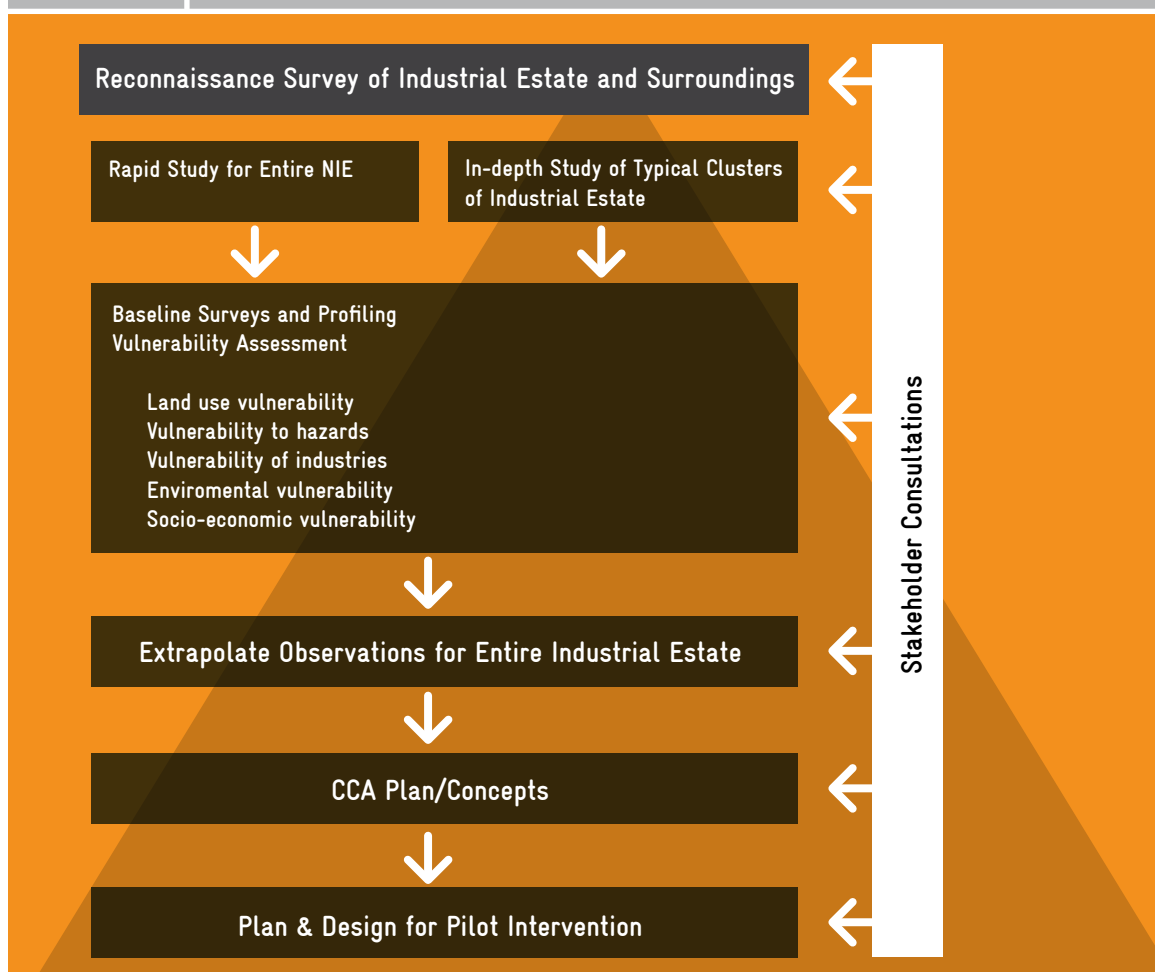 Reconnaissance Survey of Industrial Estate and Surroundings
Rapid Study for Entire NIE
In-depth Study of Typical Clusters
of Industrial Estate
Baseline Surveys and Profiling
Vulnerability Assessment
Land use vulnerability
Vulnerability to hazards
Vulnerability of industries
Enviromental vulnerability
Socio-economic vulnerability
Extrapolate Observations for Entire Industrial Estate
CCA Plan/Concepts
Plan & Design for Pilot Intervention
Stakeholder Consultations